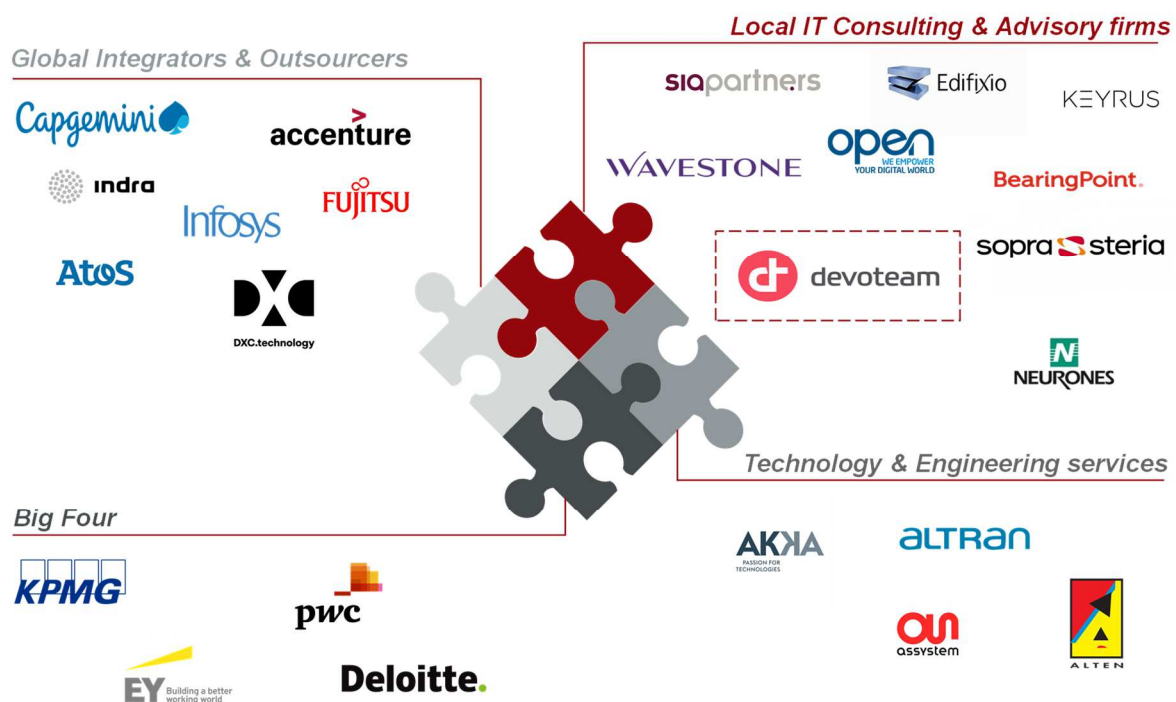 Global Integrators & Outsourcers
Capgemini
accenture
indra
Infosys
FUJITSU
Atos
DXC.technology
Local IT Consulting & Advisory firms
siapartners
Edifixio
KEYRUS
WAVESTONE
open
WE EMPOWER
YOUR DIGITAL WORLD
BearingPoint.
sopra steria
dt devoteam
N
NEURONES
Big Four
KPMG
pwc
EY Building a better
working world
Deloitte.
Technology & Engineering services
AKKA
PASSION FOR
TECHNOLOGIES
ALTRAN
assystem
ALTEN